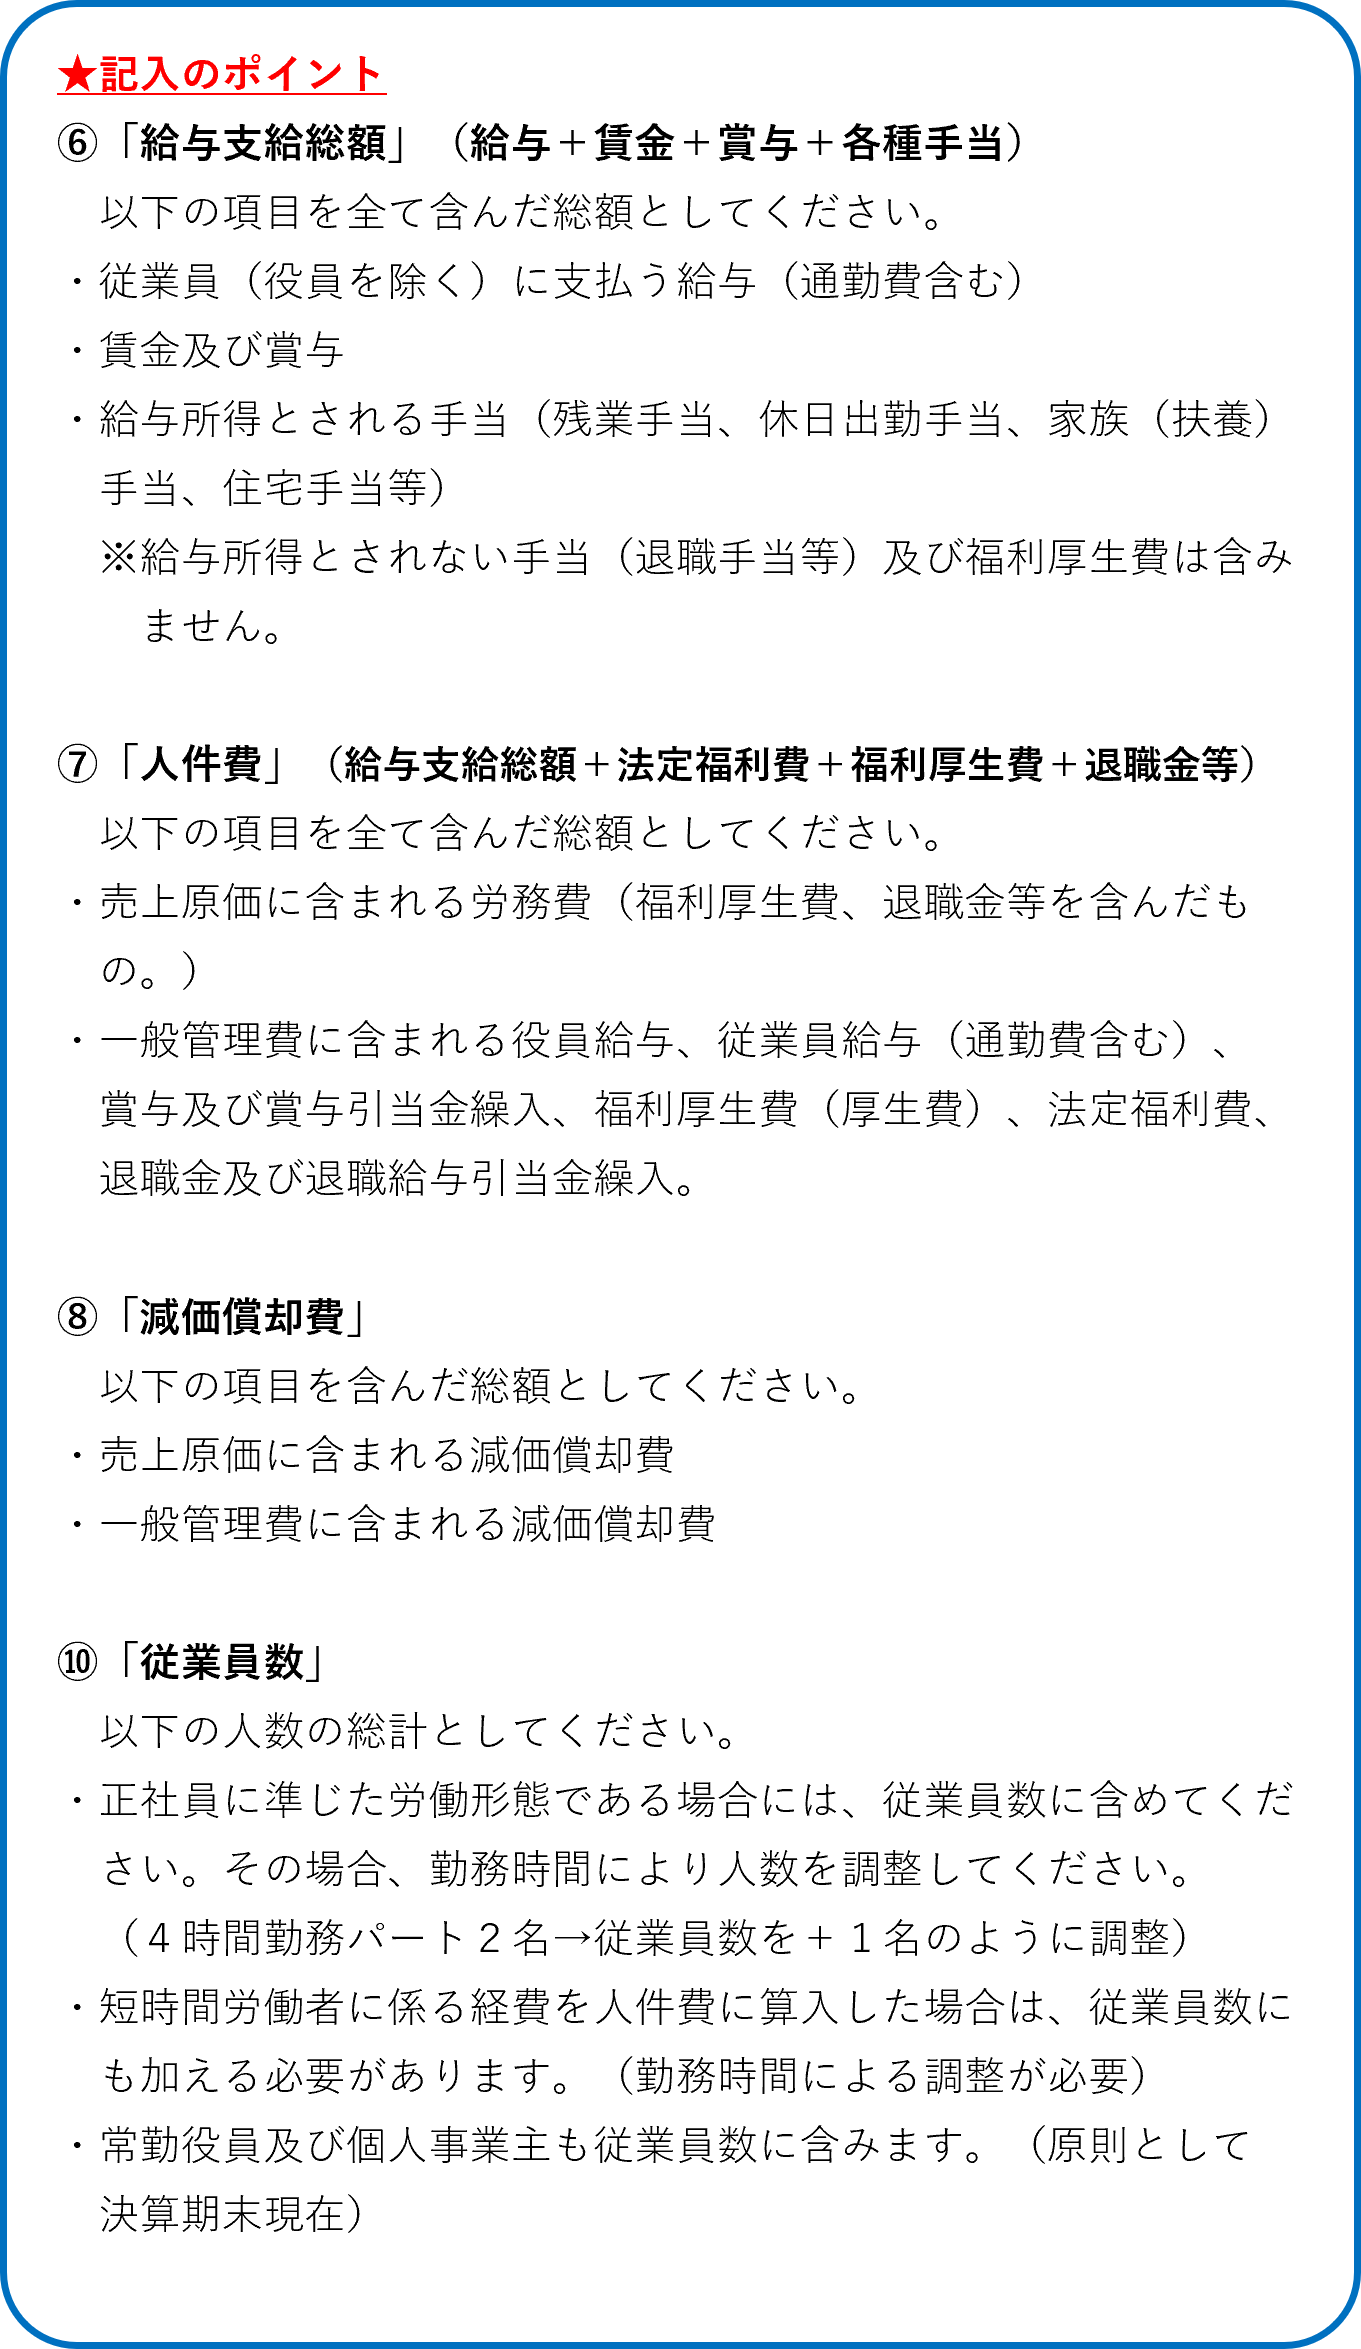 ★記入のポイント
⑥「給与支給総額」（給与＋賃金＋賞与＋各種手当）
以下の項目を全て含んだ総額としてください。
・従業員（役員を除く）に支払う給与（通勤費含む）
・賃金及び賞与
・給与所得とされる手当（残業手当、休日出勤手当、家族（扶養）
手当、住宅手当等）
※給与所得とされない手当（退職手当等）及び福利厚生費は含み
ません。
⑦「人件費」（給与支給総額＋法定福利費＋福利厚生費＋退職金等）
以下の項目を全て含んだ総額としてください。
・売上原価に含まれる労務費（福利厚生費、退職金等を含んだも
の。）
・一般管理費に含まれる役員給与、従業員給与（通勤費含む）、
賞与及び賞与引当金繰入、福利厚生費（厚生費）、法定福利費、
退職金及び退職給与引当金繰入。
⑧「減価償却費」
以下の項目を含んだ総額としてください。
・売上原価に含まれる減価償却費
・一般管理費に含まれる減価償却費
⑩「従業員数」
以下の人数の総計としてください。
・正社員に準じた労働形態である場合には、従業員数に含めてくだ
さい。その場合、勤務時間により人数を調整してください。
（４時間勤務パート２名→従業員数を＋１名のように調整）
・短時間労働者に係る経費を人件費に算入した場合は、従業員数に
も加える必要があります。（勤務時間による調整が必要）
・常勤役員及び個人事業主も従業員数に含みます。（原則として
決算期末現在）